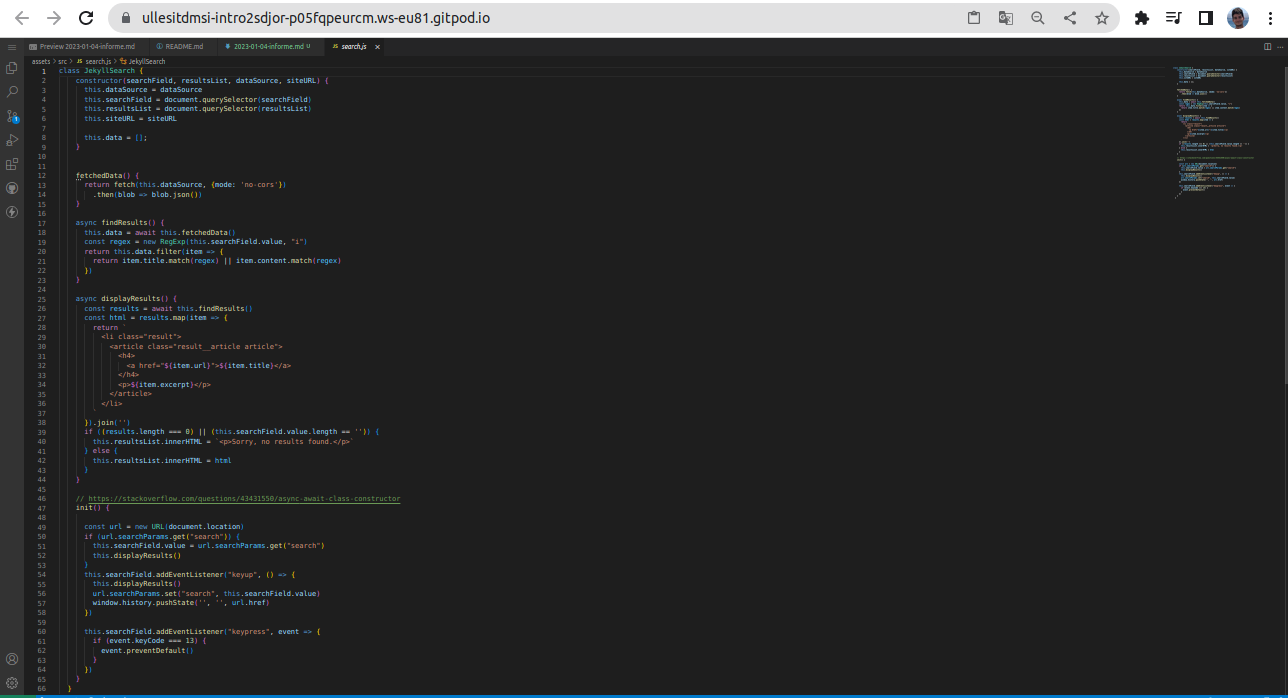 ullesitdmsi-intro2sdjor-p05fqpeurcm.ws-eu81.gitpod.io
Preview 2023-01-04-informe.md README.md 2023-01-04-informe.md U JS search.js
assets > src > JS search.js > JekyllSearch
1 class JekyllSearch {
2 constructor(searchField, resultsList, dataSource, siteURL) {
3 this.dataSource = dataSource
4 this.searchField = document.querySelector(searchField)
5 this.resultsList = document.querySelector(resultsList)
6 this.siteURL = siteURL
7
8 this.data = [];
9 }
10
11
12 fetchedData() {
13 return fetch(this.dataSource, {mode: 'no-cors'})
14 .then(blob => blob.json())
15 }
16
17 async findResults() {
18 this.data = await this.fetchedData()
19 const regex = new RegExp(this.searchField.value, "i")
20 return this.data.filter(item => {
21 return item.title.match(regex) || item.content.match(regex)
22 })
23 }
24
25 async displayResults() {
26 const results = await this.findResults()
27 const html = results.map(item => {
28 return `
29 <li class="result">
30 <article class="result__article article">
31 <h4>
32 <a href="${item.url}">${item.title}</a>
33 </h4>
34 <p>${item.excerpt}</p>
35 </article>
36 </li>
37 `
38 }).join('')
39 if ((results.length === 0) || (this.searchField.value.length == '')) {
40 this.resultsList.innerHTML = `<p>Sorry, no results found.</p>`
41 } else {
42 this.resultsList.innerHTML = html
43 }
44 }
45
46 // https://stackoverflow.com/questions/43431550/async-await-class-constructor
47 init() {
48
49 const url = new URL(document.location)
50 if (url.searchParams.get("search")) {
51 this.searchField.value = url.searchParams.get("search")
52 this.displayResults()
53 }
54 this.searchField.addEventListener("keyup", () => {
55 this.displayResults()
56 url.searchParams.set("search", this.searchField.value)
57 window.history.pushState('', '', url.href)
58 })
59
60 this.searchField.addEventListener("keypress", event => {
61 if (event.keyCode === 13) {
62 event.preventDefault()
63 }
64 })
65 }
66 }